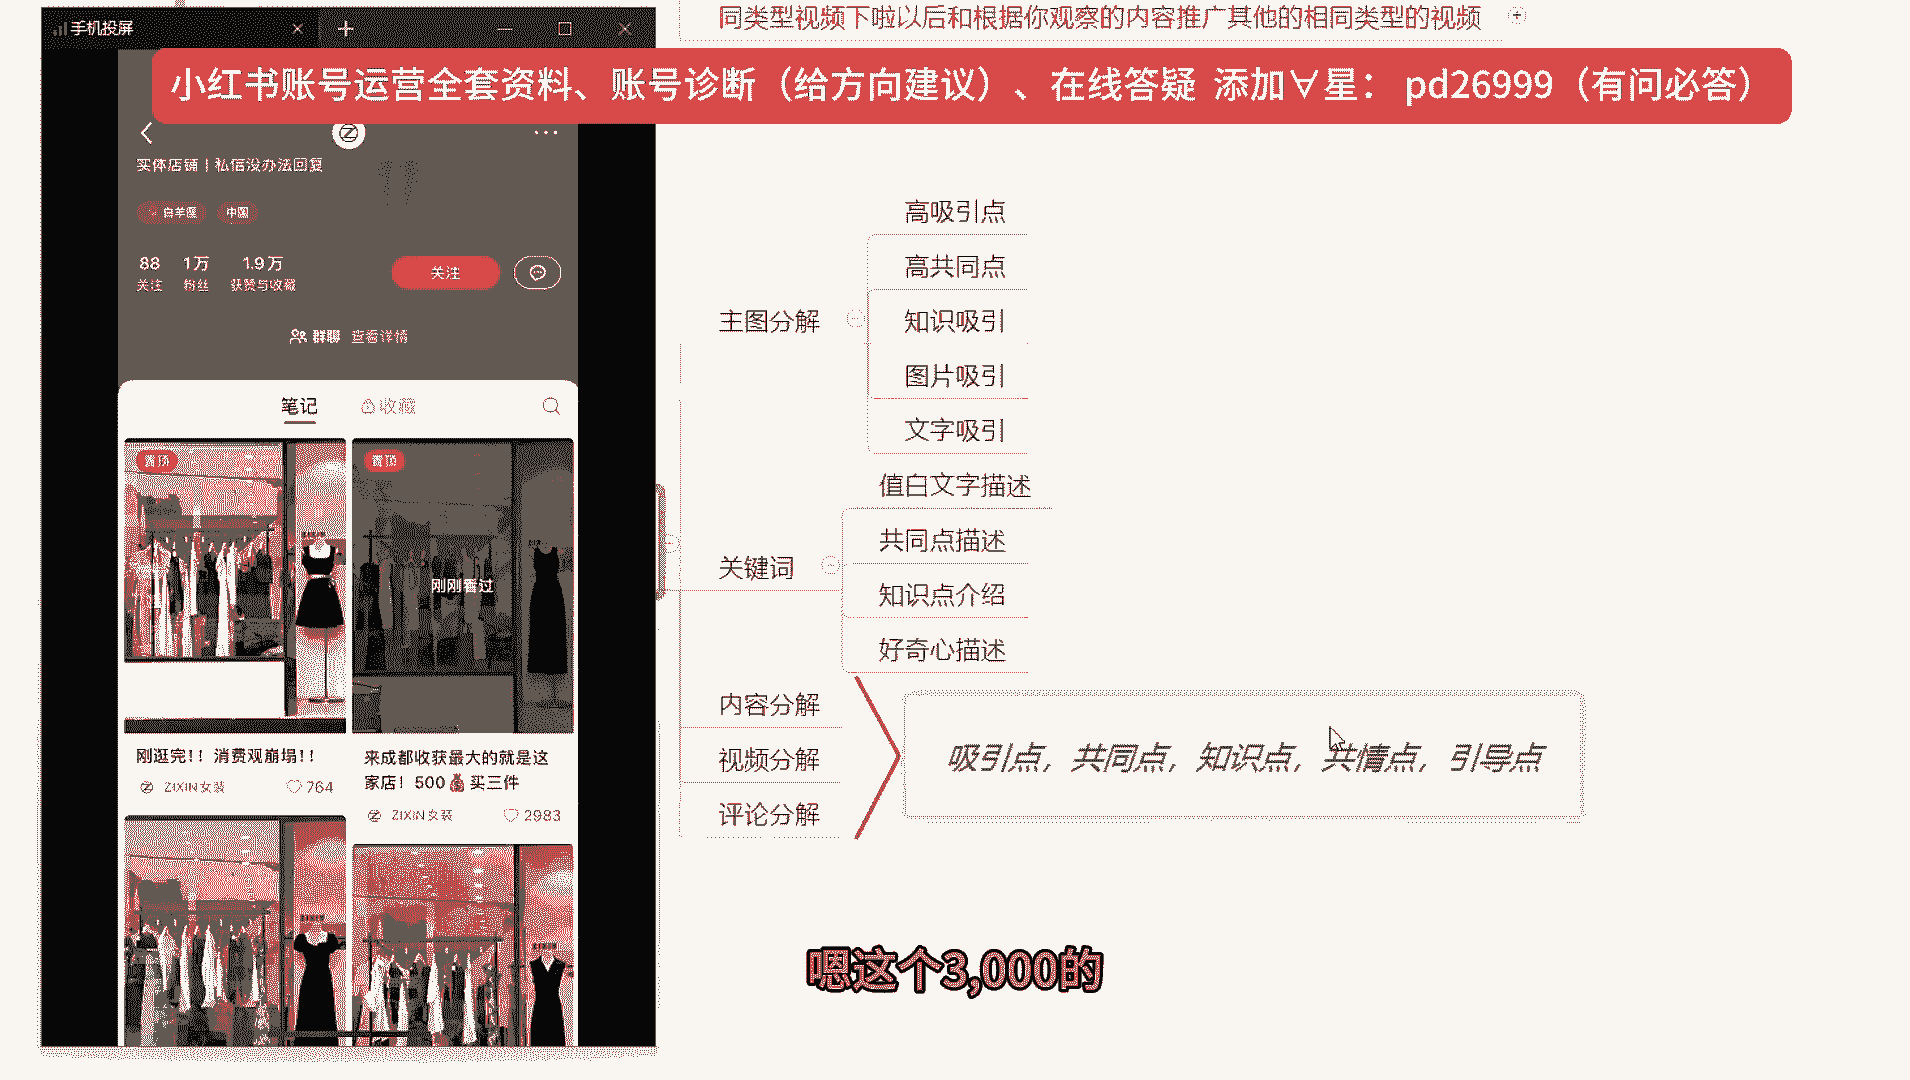 同类型视频下啦以后和根据你观察的内容推广其他的相同类型的视频
手机投屏
小红书账号运营全套资料、账号诊断（给方向建议）、在线答疑 添加∀星： pd26999（有问必答）
实体店铺 | 私信没办法回复
白羊座 中国
88 1万 1.9万
关注 粉丝 获赞与收藏
关注
群聊 查看详情
笔记 收藏
置顶
置顶
刚刚看过
刚逛完!! 消费观崩塌!!
ZIXIN女装 764
来成都收获最大的就是这
家店! 500💰买三件
ZIXIN女装 2983
主图分解
高吸引点
高共同点
知识吸引
图片吸引
文字吸引
关键词
值白文字描述
共同点描述
知识点介绍
好奇心描述
内容分解
视频分解
评论分解
吸引点，共同点，知识点，共情点，引导点
嗯这个3,000的